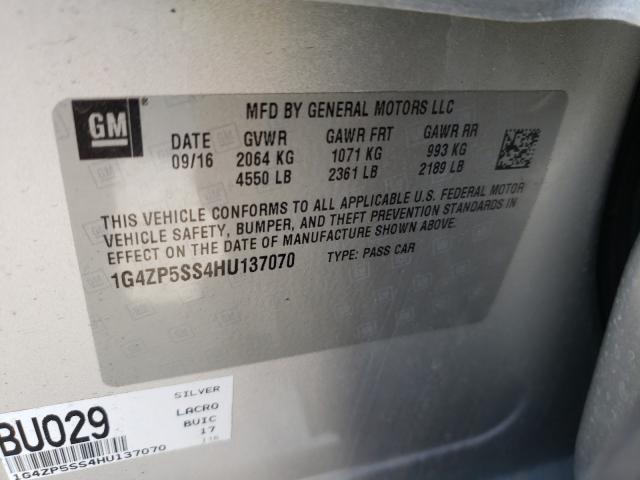 GM®
MFD BY GENERAL MOTORS LLC
DATE GVWR GAWR FRT GAWR RR
09/16 2064 KG 1071 KG 993 KG
4550 LB 2361 LB 2189 LB
THIS VEHICLE CONFORMS TO ALL APPLICABLE U.S. FEDERAL MOTOR
VEHICLE SAFETY, BUMPER, AND THEFT PREVENTION STANDARDS IN
EFFECT ON THE DATE OF MANUFACTURE SHOWN ABOVE.
1G4ZP5SS4HU137070 TYPE: PASS CAR
SILVER
BU029
LACRO
BUIC
17
1G4ZP5SS4HU137070